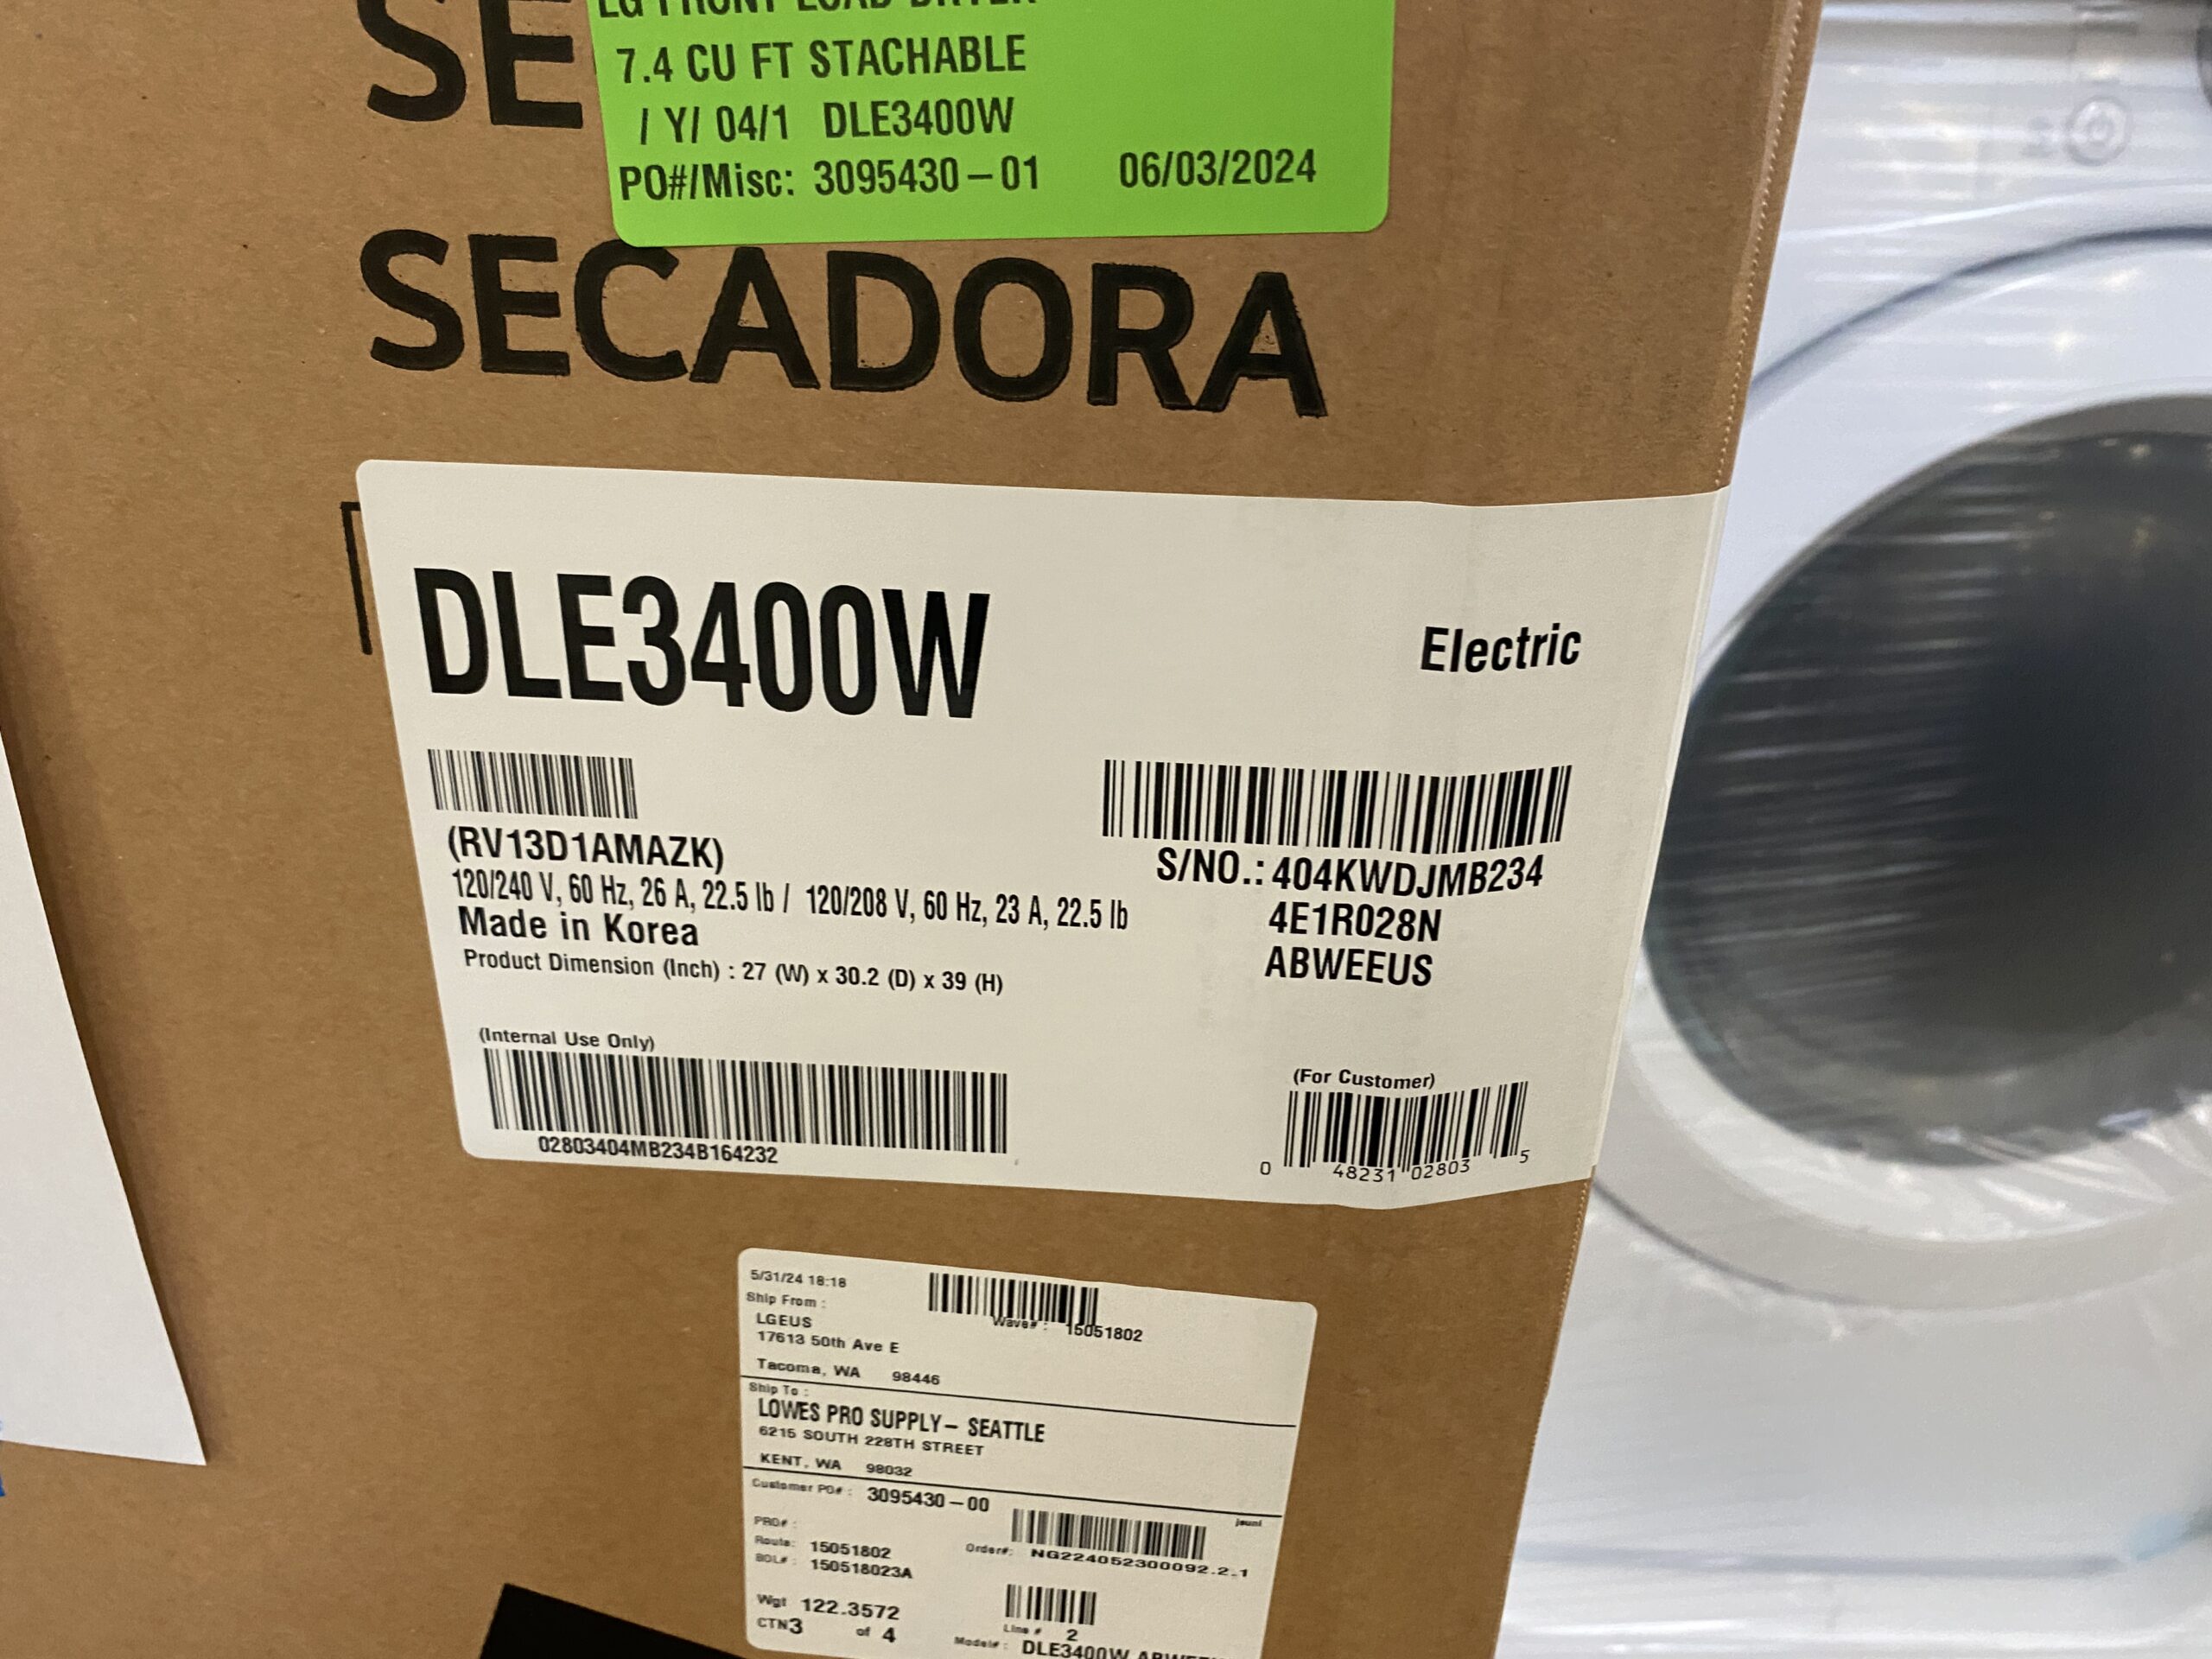 SE
LG FRONT LOAD DRYER
7.4 CU FT STACHABLE
/ Y/ 04/1 DLE3400W
PO#/Misc: 3095430-01 06/03/2024
SECADORA
DLE3400W
Electric
(RV13D1AMAZK)
120/240 V, 60 Hz, 26 A, 22.5 lb / 120/208 V, 60 Hz, 23 A, 22.5 lb
Made in Korea
Product Dimension (Inch) : 27 (W) x 30.2 (D) x 39 (H)
S/NO.: 404KWDJMB234
4E1R028N
ABWEEUS
(Internal Use Only)
02803404MB234B164232
(For Customer)
0 48231 02803 5
5/31/24 18:18
Ship From :
LGEUS
17613 50th Ave E
Tacoma, WA 98446
Wave# : 15051802
Ship To :
LOWES PRO SUPPLY- SEATTLE
6215 SOUTH 228TH STREET
KENT, WA 98032
Customer PO# : 3095430-00
PRO# :
Route: 15051802
BOL# : 150518023A
Order#: NG224052300092.2.1
Wgt 122.3572
CTN 3 of 4
Line # 2
Model# : DLE3400W